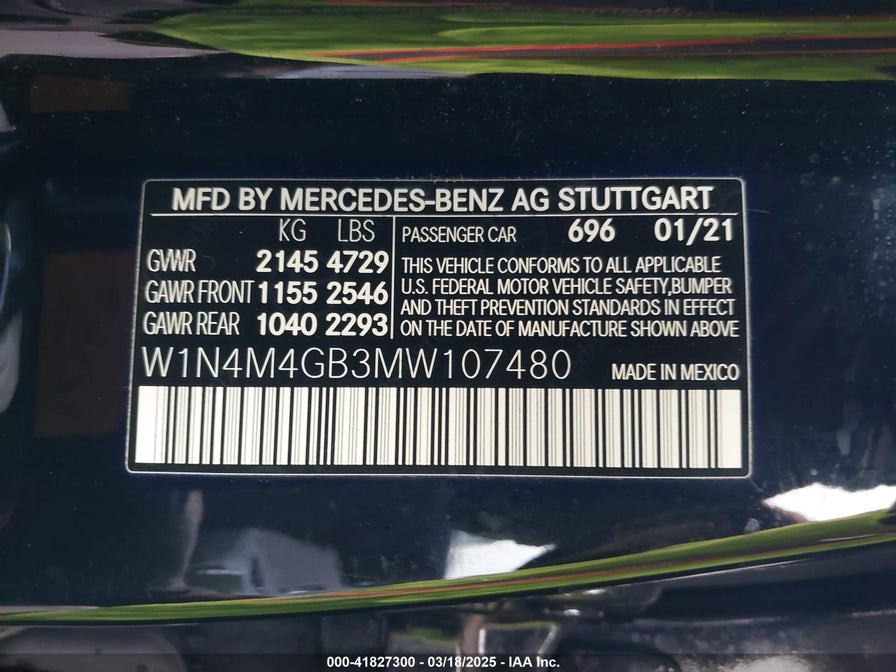 MFD BY MERCEDES-BENZ AG STUTTGART
KG LBS
GVWR 2145 4729
GAWR FRONT 1155 2546
GAWR REAR 1040 2293
PASSENGER CAR 696 01/21
THIS VEHICLE CONFORMS TO ALL APPLICABLE
U.S. FEDERAL MOTOR VEHICLE SAFETY,BUMPER
AND THEFT PREVENTION STANDARDS IN EFFECT
ON THE DATE OF MANUFACTURE SHOWN ABOVE
W1N4M4GB3MW107480 MADE IN MEXICO
000-41827300 - 03/18/2025 - IAA Inc.